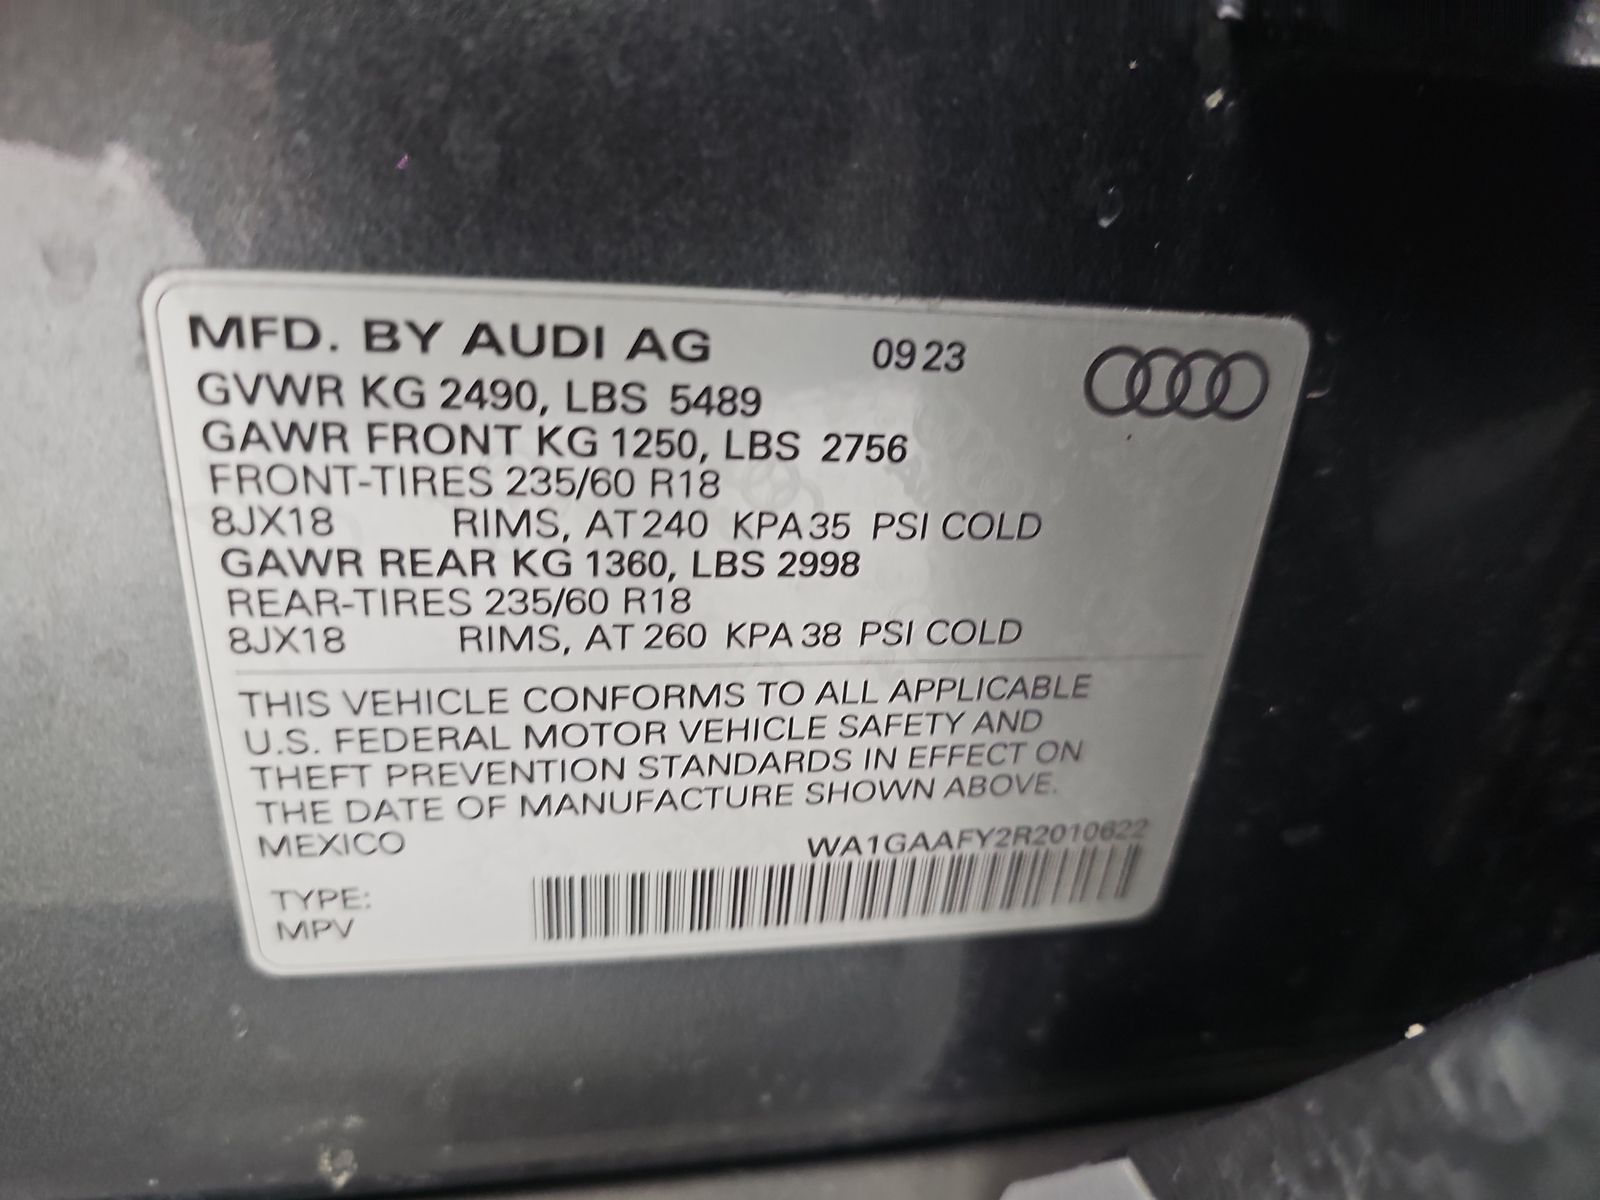 MFD. BY AUDI AG 09 23
GVWR KG 2490, LBS 5489
GAWR FRONT KG 1250, LBS 2756
FRONT-TIRES 235/60 R18
8JX18 RIMS, AT 240 KPA 35 PSI COLD
GAWR REAR KG 1360, LBS 2998
REAR-TIRES 235/60 R18
8JX18 RIMS, AT 260 KPA 38 PSI COLD
THIS VEHICLE CONFORMS TO ALL APPLICABLE
U.S. FEDERAL MOTOR VEHICLE SAFETY AND
THEFT PREVENTION STANDARDS IN EFFECT ON
THE DATE OF MANUFACTURE SHOWN ABOVE.
MEXICO WA1GAAFY2R2010622
TYPE:
MPV